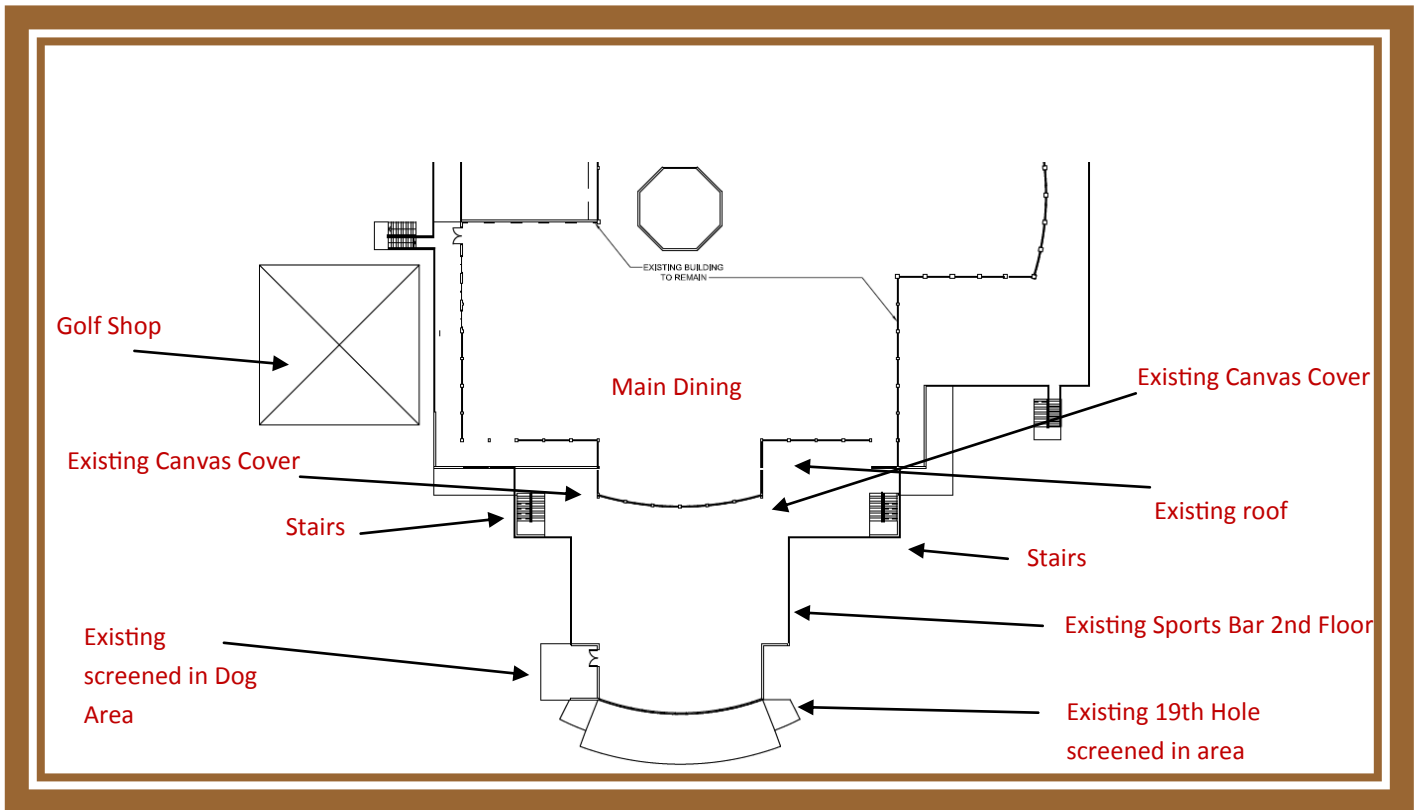 EXISTING BUILDING
TO REMAIN
Golf Shop
Main Dining
Existing Canvas Cover
Existing Canvas Cover
Existing roof
Stairs
Stairs
Existing Sports Bar 2nd Floor
Existing
screened in Dog
Area
Existing 19th Hole
screened in area